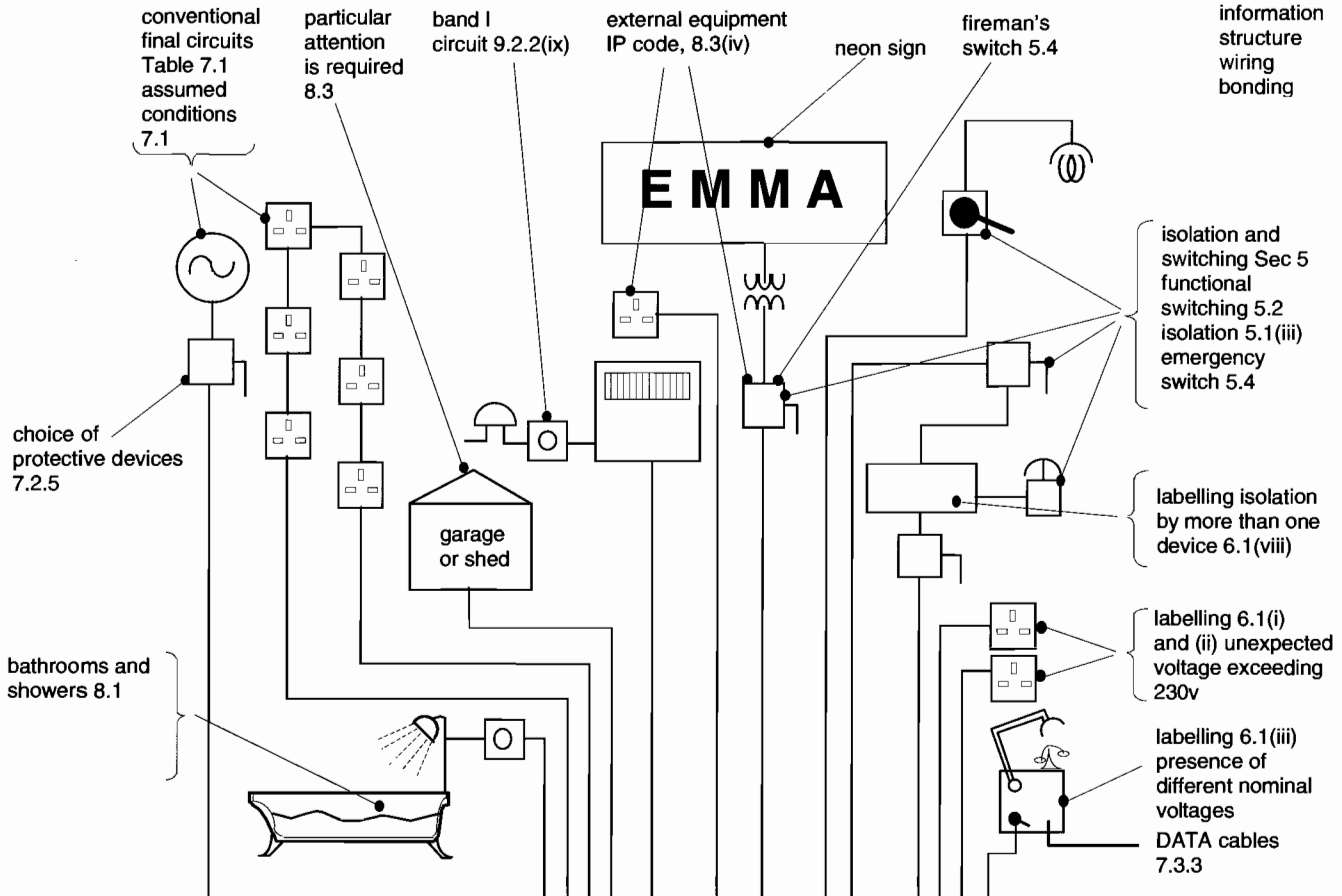 conventional
final circuits
Table 7.1
assumed
conditions
7.1
particular
attention
is required
8.3
band I
circuit 9.2.2(ix)
external equipment
IP code, 8.3(iv)
neon sign
fireman's
switch 5.4
information
structure
wiring
bonding
EMMA
isolation and
switching Sec 5
functional
switching 5.2
isolation 5.1(iii)
emergency
switch 5.4
choice of
protective devices
7.2.5
garage
or shed
labelling isolation
by more than one
device 6.1(viii)
labelling 6.1(i)
and (ii) unexpected
voltage exceeding
230v
bathrooms and
showers 8.1
labelling 6.1(iii)
presence of
different nominal
voltages
DATA cables
7.3.3